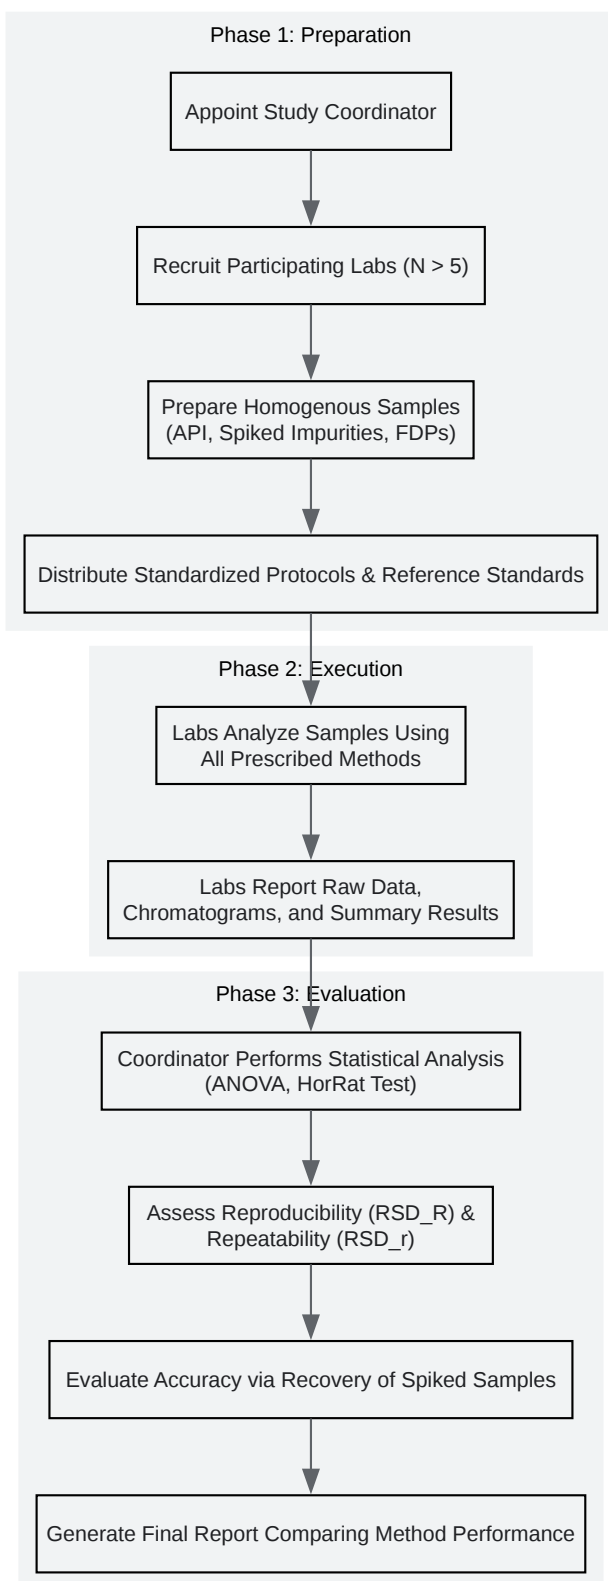 Phase 1: Preparation
Appoint Study Coordinator
Recruit Participating Labs (N > 5)
Prepare Homogenous Samples
(API, Spiked Impurities, FDPs)
Distribute Standardized Protocols & Reference Standards
Phase 2: Execution
Labs Analyze Samples Using
All Prescribed Methods
Labs Report Raw Data,
Chromatograms, and Summary Results
Phase 3: Evaluation
Coordinator Performs Statistical Analysis
(ANOVA, HorRat Test)
Assess Reproducibility (RSD_R) &
Repeatability (RSD_r)
Evaluate Accuracy via Recovery of Spiked Samples
Generate Final Report Comparing Method Performance